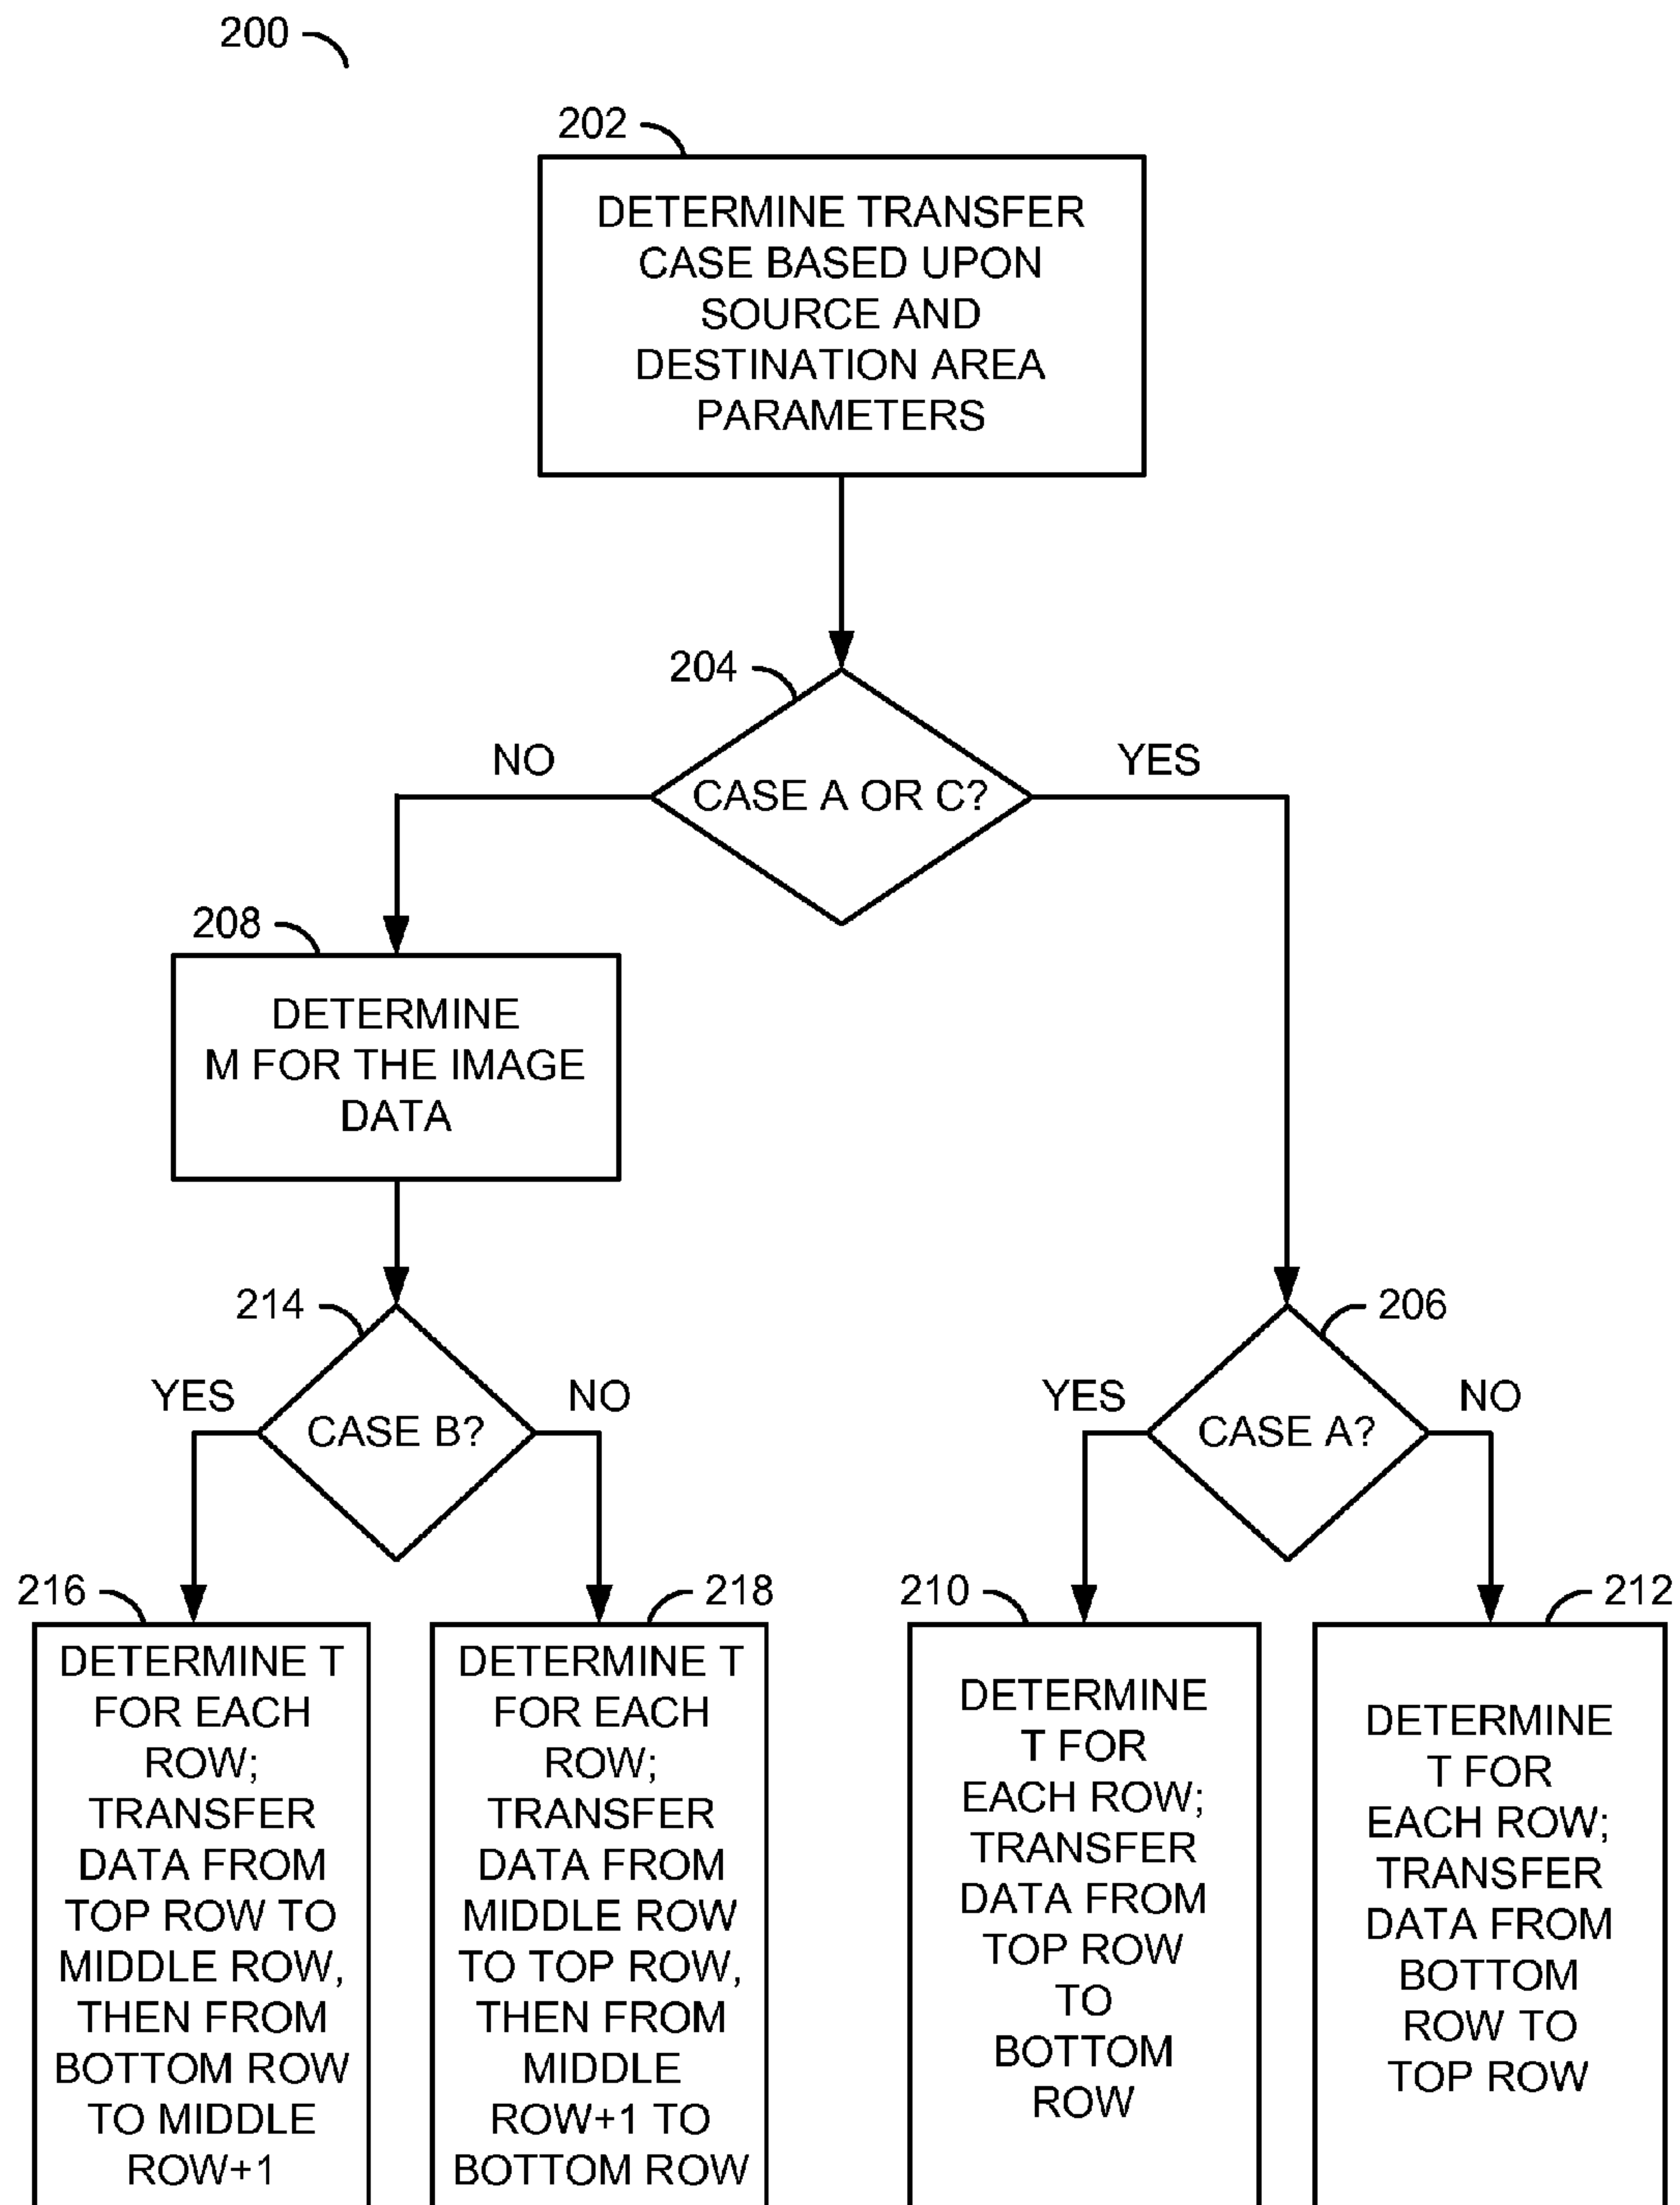 200
202
DETERMINE TRANSFER
CASE BASED UPON
SOURCE AND
DESTINATION AREA
PARAMETERS
204
NO
YES
CASE A OR C?
208
DETERMINE
M FOR THE IMAGE
DATA
214
206
YES
NO
CASE B?
YES
NO
CASE A?
216
DETERMINE T
FOR EACH
ROW;
TRANSFER
DATA FROM
TOP ROW TO
MIDDLE ROW,
THEN FROM
BOTTOM ROW
TO MIDDLE
ROW+1
218
DETERMINE T
FOR EACH
ROW;
TRANSFER
DATA FROM
MIDDLE ROW
TO TOP ROW,
THEN FROM
MIDDLE
ROW+1 TO
BOTTOM ROW
210
DETERMINE
T FOR
EACH ROW;
TRANSFER
DATA FROM
TOP ROW
TO
BOTTOM
ROW
212
DETERMINE
T FOR
EACH ROW;
TRANSFER
DATA FROM
BOTTOM
ROW TO
TOP ROW